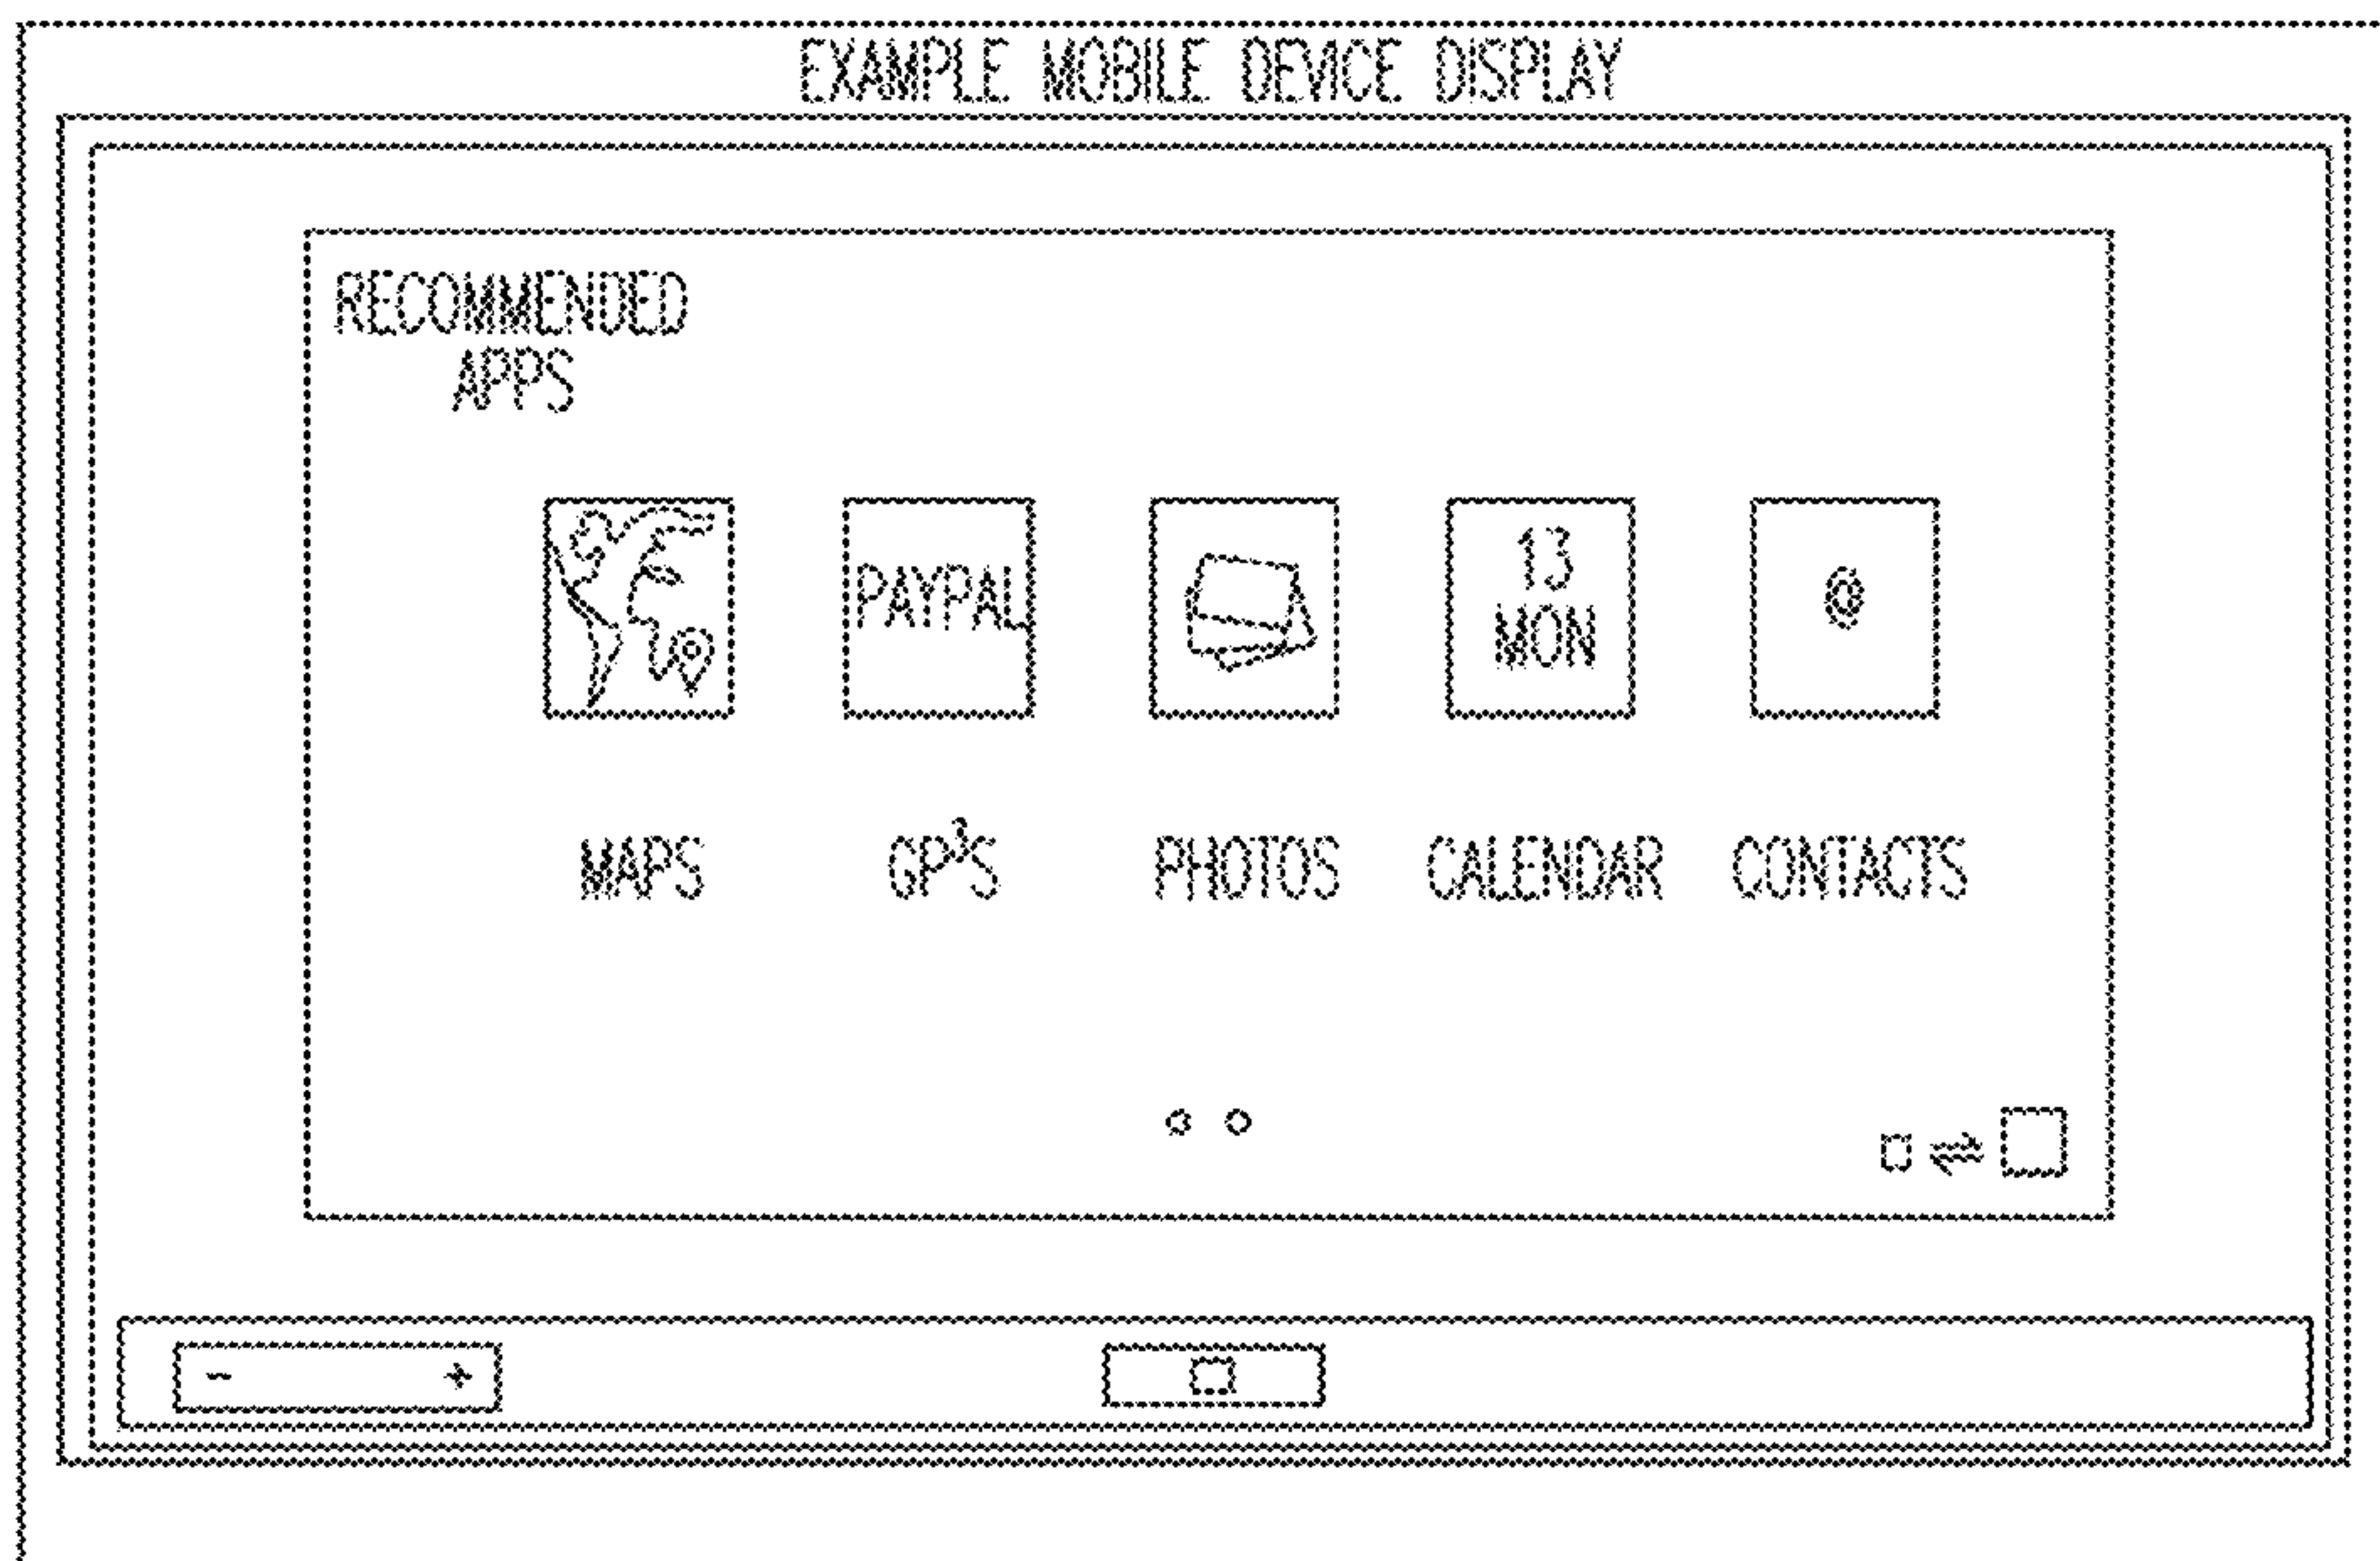 EXAMPLE MOBILE DEVICE DISPLAY
RECOMMENDED
APPS
PAYPAL
13
MON
@
MAPS GP³S PHOTOS CALENDAR CONTACTS
- +